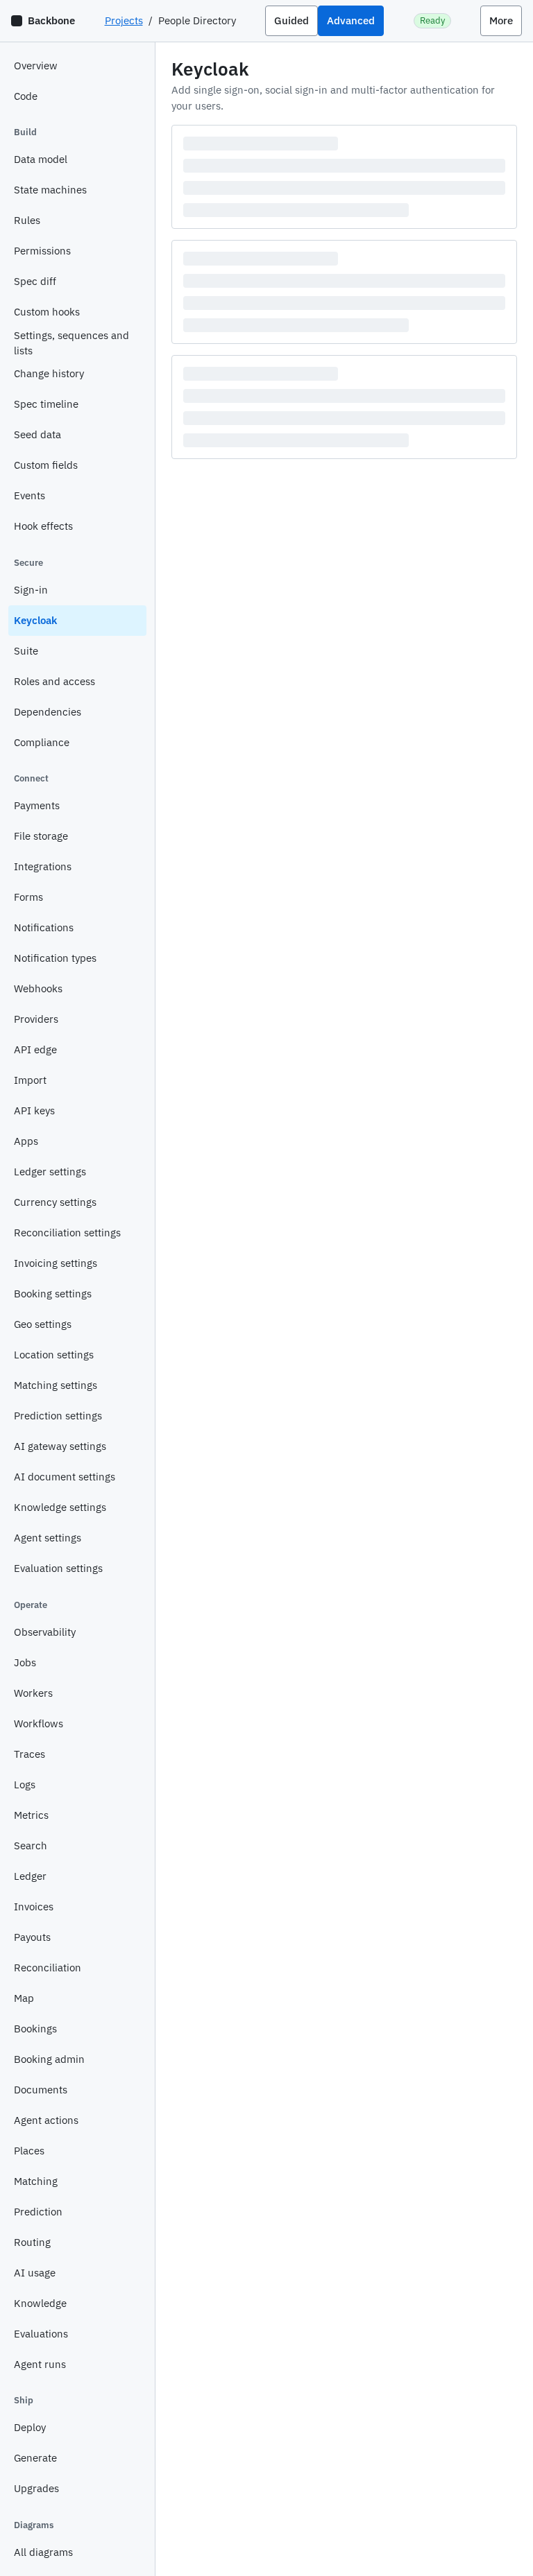 Backbone
Projects / People Directory
Guided
Advanced
Ready
More
Overview
Code
Build
Data model
State machines
Rules
Permissions
Spec diff
Custom hooks
Settings, sequences and
lists
Change history
Spec timeline
Seed data
Custom fields
Events
Hook effects
Secure
Sign-in
Keycloak
Suite
Roles and access
Dependencies
Compliance
Connect
Payments
File storage
Integrations
Forms
Notifications
Notification types
Webhooks
Providers
API edge
Import
API keys
Apps
Ledger settings
Currency settings
Reconciliation settings
Invoicing settings
Booking settings
Geo settings
Location settings
Matching settings
Prediction settings
AI gateway settings
AI document settings
Knowledge settings
Agent settings
Evaluation settings
Operate
Observability
Jobs
Workers
Workflows
Traces
Logs
Metrics
Search
Ledger
Invoices
Payouts
Reconciliation
Map
Bookings
Booking admin
Documents
Agent actions
Places
Matching
Prediction
Routing
AI usage
Knowledge
Evaluations
Agent runs
Ship
Deploy
Generate
Upgrades
Diagrams
All diagrams
Keycloak
Add single sign-on, social sign-in and multi-factor authentication for
your users.